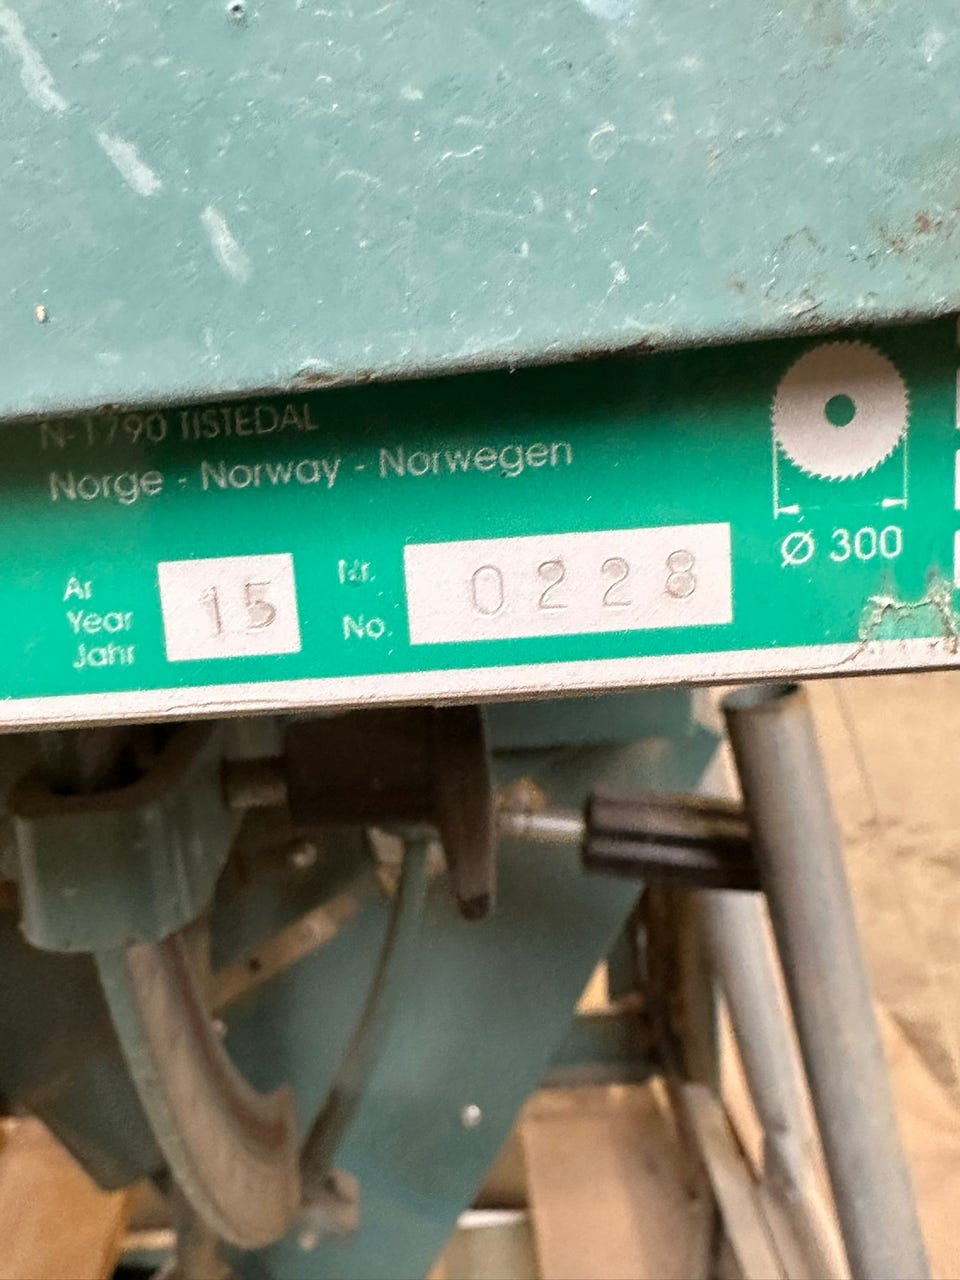 N-1790 TISTEDAL
Norge - Norway - Norwegen
År
Year
Jahr
15
Nr.
No.
0228
Ø 300